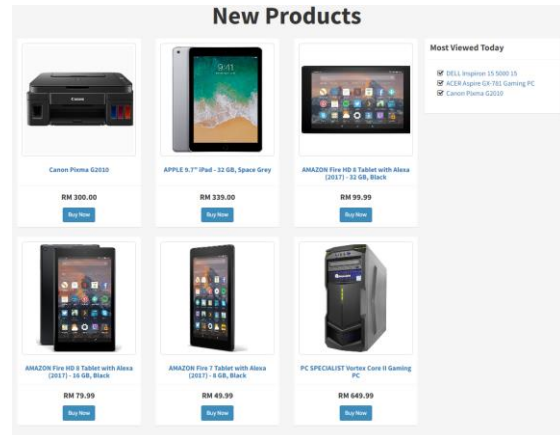 New Products
Canon Pixma G2010
RM 300.00
Buy Now
APPLE 9.7" iPad - 32 GB, Space Grey
RM 339.00
Buy Now
AMAZON Fire HD 8 Tablet with Alexa
(2017) - 32 GB, Black
RM 99.99
Buy Now
Most Viewed Today
DELL Inspiron 15 5000 15
ACER Aspire GX-781 Gaming PC
Canon Pixma G2010
AMAZON Fire HD 8 Tablet with Alexa
(2017) - 16 GB, Black
RM 79.99
Buy Now
AMAZON Fire 7 Tablet with Alexa
(2017) - 8 GB, Black
RM 49.99
Buy Now
PC SPECIALIST Vortex Core II Gaming
PC
RM 649.99
Buy Now